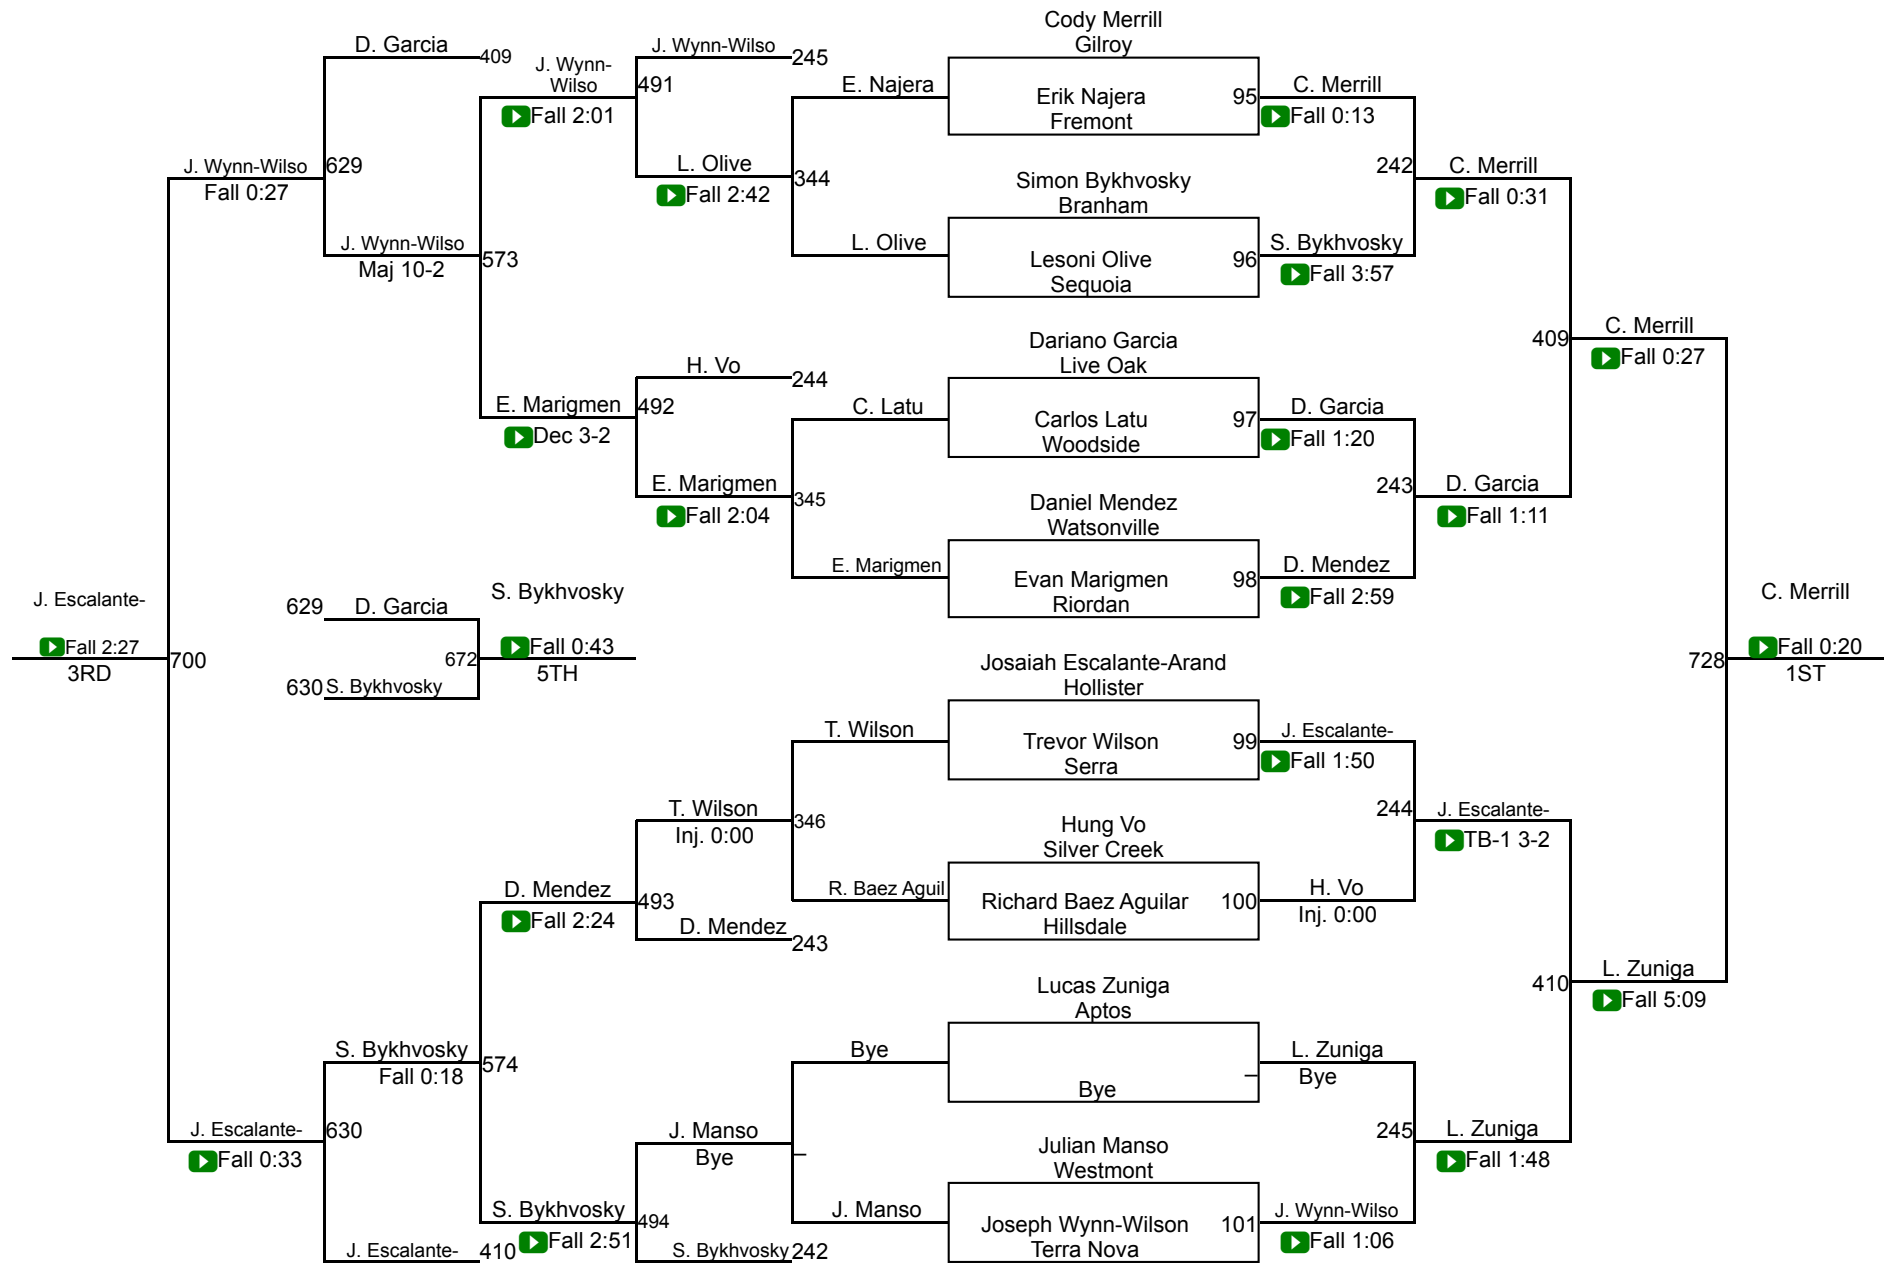 Cody Merrill
Gilroy
D. Garcia
409
J. Wynn-
Wilso
J. Wynn-Wilso
245
491
E. Najera
Erik Najera
95
Fremont
C. Merrill
Fall 0:13
Fall 2:01
J. Wynn-Wilso
629
Fall 0:27
L. Olive
344
Fall 2:42
Simon Bykhvosky
Branham
242
C. Merrill
Fall 0:31
J. Wynn-Wilso
573
Maj 10-2
L. Olive
Lesoni Olive
96
Sequoia
S. Bykhvosky
Fall 3:57
Dariano Garcia
Live Oak
409
C. Merrill
Fall 0:27
H. Vo
244
E. Marigmen
492
Dec 3-2
C. Latu
Carlos Latu
97
Woodside
D. Garcia
Fall 1:20
E. Marigmen
345
Fall 2:04
Daniel Mendez
Watsonville
243
D. Garcia
Fall 1:11
E. Marigmen
Evan Marigmen
98
Riordan
D. Mendez
Fall 2:59
J. Escalante-
Fall 2:27
3RD
700
629
D. Garcia
672
630
S. Bykhvosky
S. Bykhvosky
Fall 0:43
5TH
C. Merrill
728
Fall 0:20
1ST
Josaiah Escalante-Arand
Hollister
T. Wilson
Trevor Wilson
99
Serra
J. Escalante-
Fall 1:50
T. Wilson
346
Inj. 0:00
Hung Vo
Silver Creek
244
J. Escalante-
TB-1 3-2
D. Mendez
493
Fall 2:24
R. Baez Aguil
Richard Baez Aguilar
100
Hillsdale
H. Vo
Inj. 0:00
D. Mendez
243
Lucas Zuniga
Aptos
410
L. Zuniga
Fall 5:09
S. Bykhvosky
574
Fall 0:18
Bye
Bye
L. Zuniga
Bye
J. Escalante-
630
Fall 0:33
J. Manso
Bye
Julian Manso
Westmont
245
L. Zuniga
Fall 1:48
S. Bykhvosky
494
Fall 2:51
J. Manso
Joseph Wynn-Wilson
101
Terra Nova
J. Wynn-Wilso
Fall 1:06
J. Escalante-
410
S. Bykhvosky
242